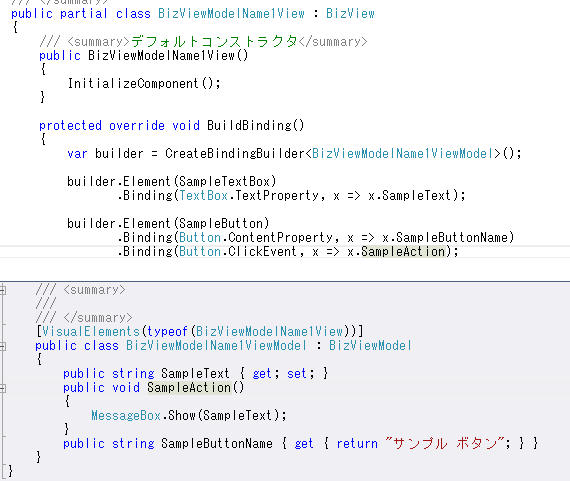 /// </summary>
public partial class BizViewModelName1View : BizView
{
/// <summary>デフォルトコンストラクタ</summary>
public BizViewModelName1View()
{
InitializeComponent();
}
protected override void BuildBinding()
{
var builder = CreateBindingBuilder<BizViewModelName1ViewModel>();
builder.Element(SampleTextBox)
.Binding(TextBox.TextProperty, x => x.SampleText);
builder.Element(SampleButton)
.Binding(Button.ContentProperty, x => x.SampleButtonName)
.Binding(Button.ClickEvent, x => x.SampleAction);
/// <summary>
///
/// </summary>
[VisualElements(typeof(BizViewModelName1View))]
public class BizViewModelName1ViewModel : BizViewModel
{
public string SampleText { get; set; }
public void SampleAction()
{
MessageBox.Show(SampleText);
}
public string SampleButtonName { get { return "サンプル ボタン"; } }
}
}